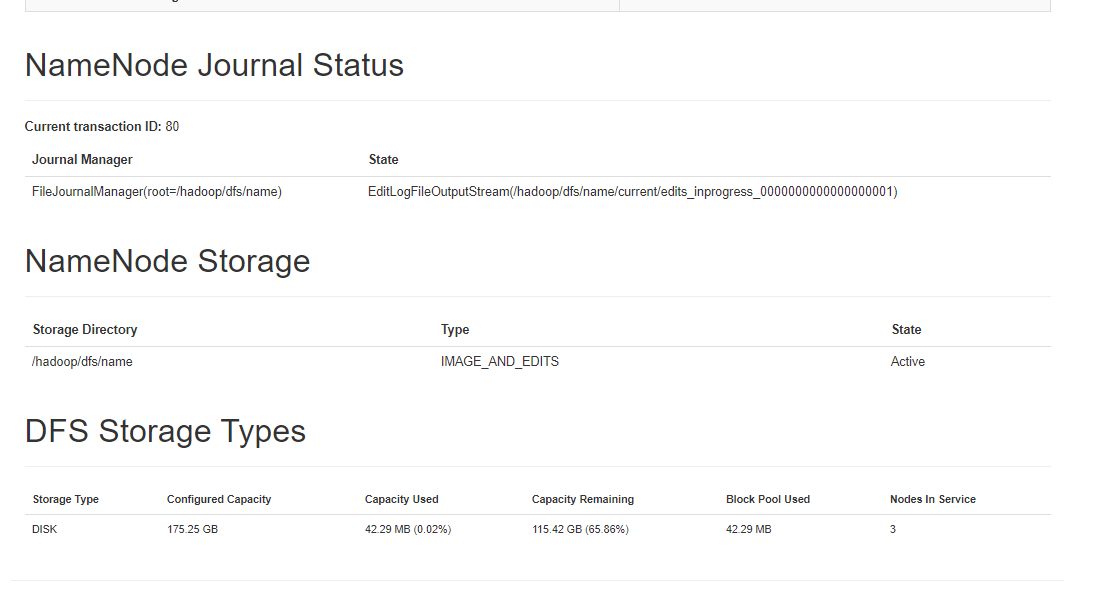 NameNode Journal Status
Current transaction ID: 80
Journal Manager State
FileJournalManager(root=/hadoop/dfs/name) EditLogFileOutputStream(/hadoop/dfs/name/current/edits_inprogress_0000000000000000001)
NameNode Storage
Storage Directory Type State
/hadoop/dfs/name IMAGE_AND_EDITS Active
DFS Storage Types
Storage Type Configured Capacity Capacity Used Capacity Remaining Block Pool Used Nodes In Service
DISK 175.25 GB 42.29 MB (0.02%) 115.42 GB (65.86%) 42.29 MB 3